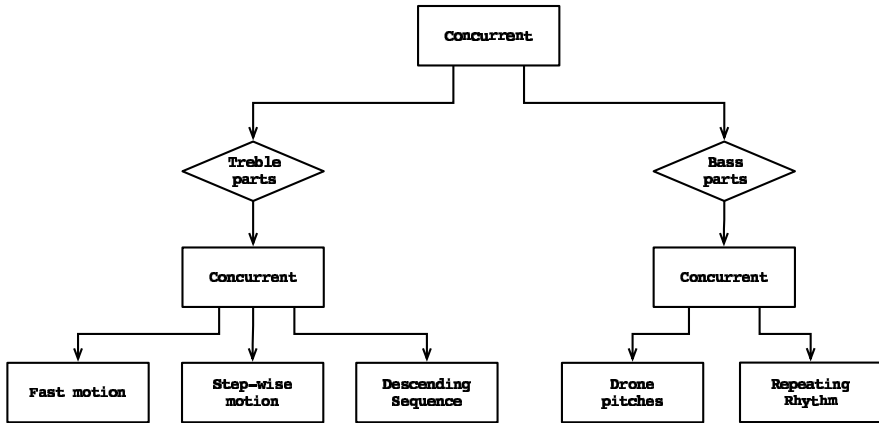 Concurrent
Treble
parts
Bass
parts
Concurrent
Concurrent
Fast motion
Step-wise
motion
Descending
Sequence
Drone
pitches
Repeating
Rhythm